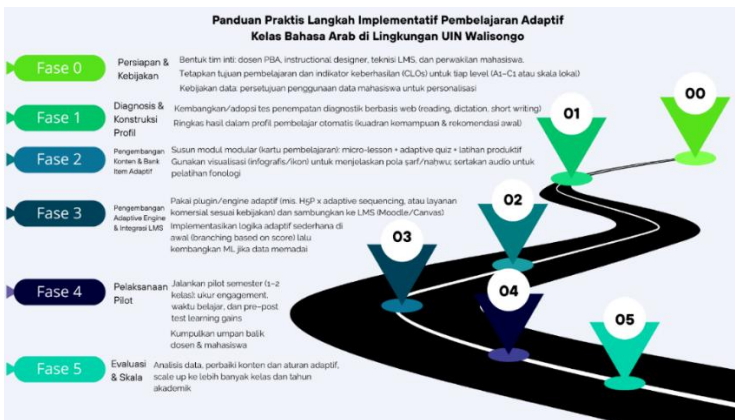 Panduan Praktis Langkah Implementatif Pembelajaran Adaptif
Kelas Bahasa Arab di Lingkungan UIN Walisongo
Fase 0
Persiapan &
Kebijakan
Bentuk tim inti: dosen PBA, instructional designer, teknisi LMS, dan perwakilan mahasiswa.
Tetapkan tujuan pembelajaran dan indikator keberhasilan (CLOs) untuk tiap level (A1–C1 atau skala lokal)
Kebijakan data: persetujuan penggunaan data mahasiswa untuk personalisasi
Fase 1
Diagnosis &
Konstruksi
Profil
Kembangkan/adopsi tes penempatan diagnostik berbasis web (reading, dictation, short writing)
Ringkas hasil dalam profil pembelajar otomatis (kuadran kemampuan & rekomendasi awal)
Fase 2
Pengembangan
Konten & Bank
Item Adaptif
Susun modul modular (kartu pembelajaran): micro-lesson + adaptive quiz + latihan produktif
Gunakan visualisasi (infografis/ikon) untuk menjelaskan pola ṣarf/naḥwu; sertakan audio untuk
pelatihan fonologi
Fase 3
Pengembangan
Adaptive Engine
& Integrasi LMS
Pakai plugin/engine adaptif (mis. H5P x adaptive sequencing, atau layanan
komersial sesuai kebijakan) dan sambungkan ke LMS (Moodle/Canvas)
Implementasikan logika adaptif sederhana di
awal (branching based on score) lalu
kembangkan ML jika data memadai
Fase 4
Pelaksanaan
Pilot
Jalankan pilot semester (1–2
kelas): ukur engagement,
waktu belajar, dan pre–post
test learning gains
Kumpulkan umpan balik
dosen & mahasiswa
Fase 5
Evaluasi
& Skala
Analisis data, perbaiki konten dan aturan adaptif,
scale up ke lebih banyak kelas dan tahun
akademik
00
01
02
03
04
05